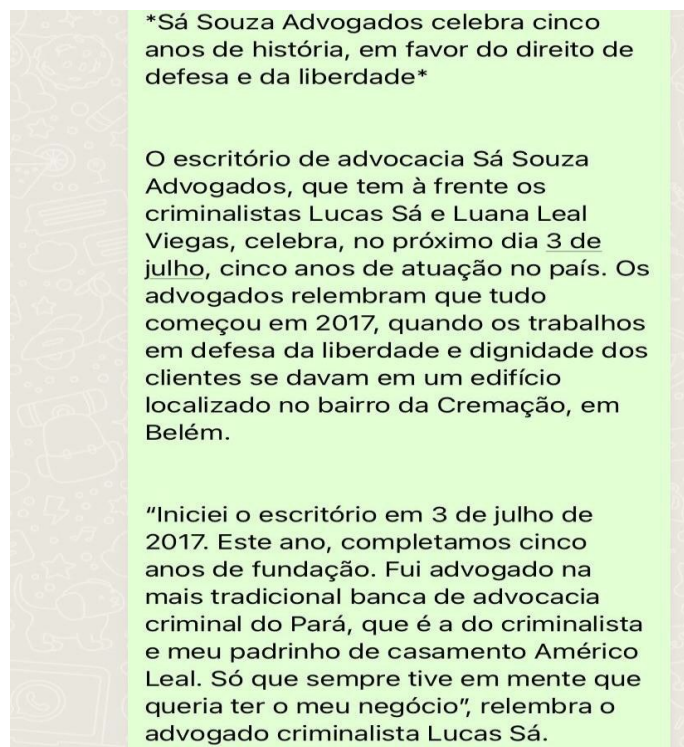 *Sá Souza Advogados celebra cinco
anos de história, em favor do direito de
defesa e da liberdade*
O escritório de advocacia Sá Souza
Advogados, que tem à frente os
criminalistas Lucas Sá e Luana Leal
Viegas, celebra, no próximo dia 3 de
julho, cinco anos de atuação no país. Os
advogados relembram que tudo
começou em 2017, quando os trabalhos
em defesa da liberdade e dignidade dos
clientes se davam em um edifício
localizado no bairro da Cremação, em
Belém.
“Iniciei o escritório em 3 de julho de
2017. Este ano, completamos cinco
anos de fundação. Fui advogado na
mais tradicional banca de advocacia
criminal do Pará, que é a do criminalista
e meu padrinho de casamento Américo
Leal. Só que sempre tive em mente que
queria ter o meu negócio”, relembra o
advogado criminalista Lucas Sá.